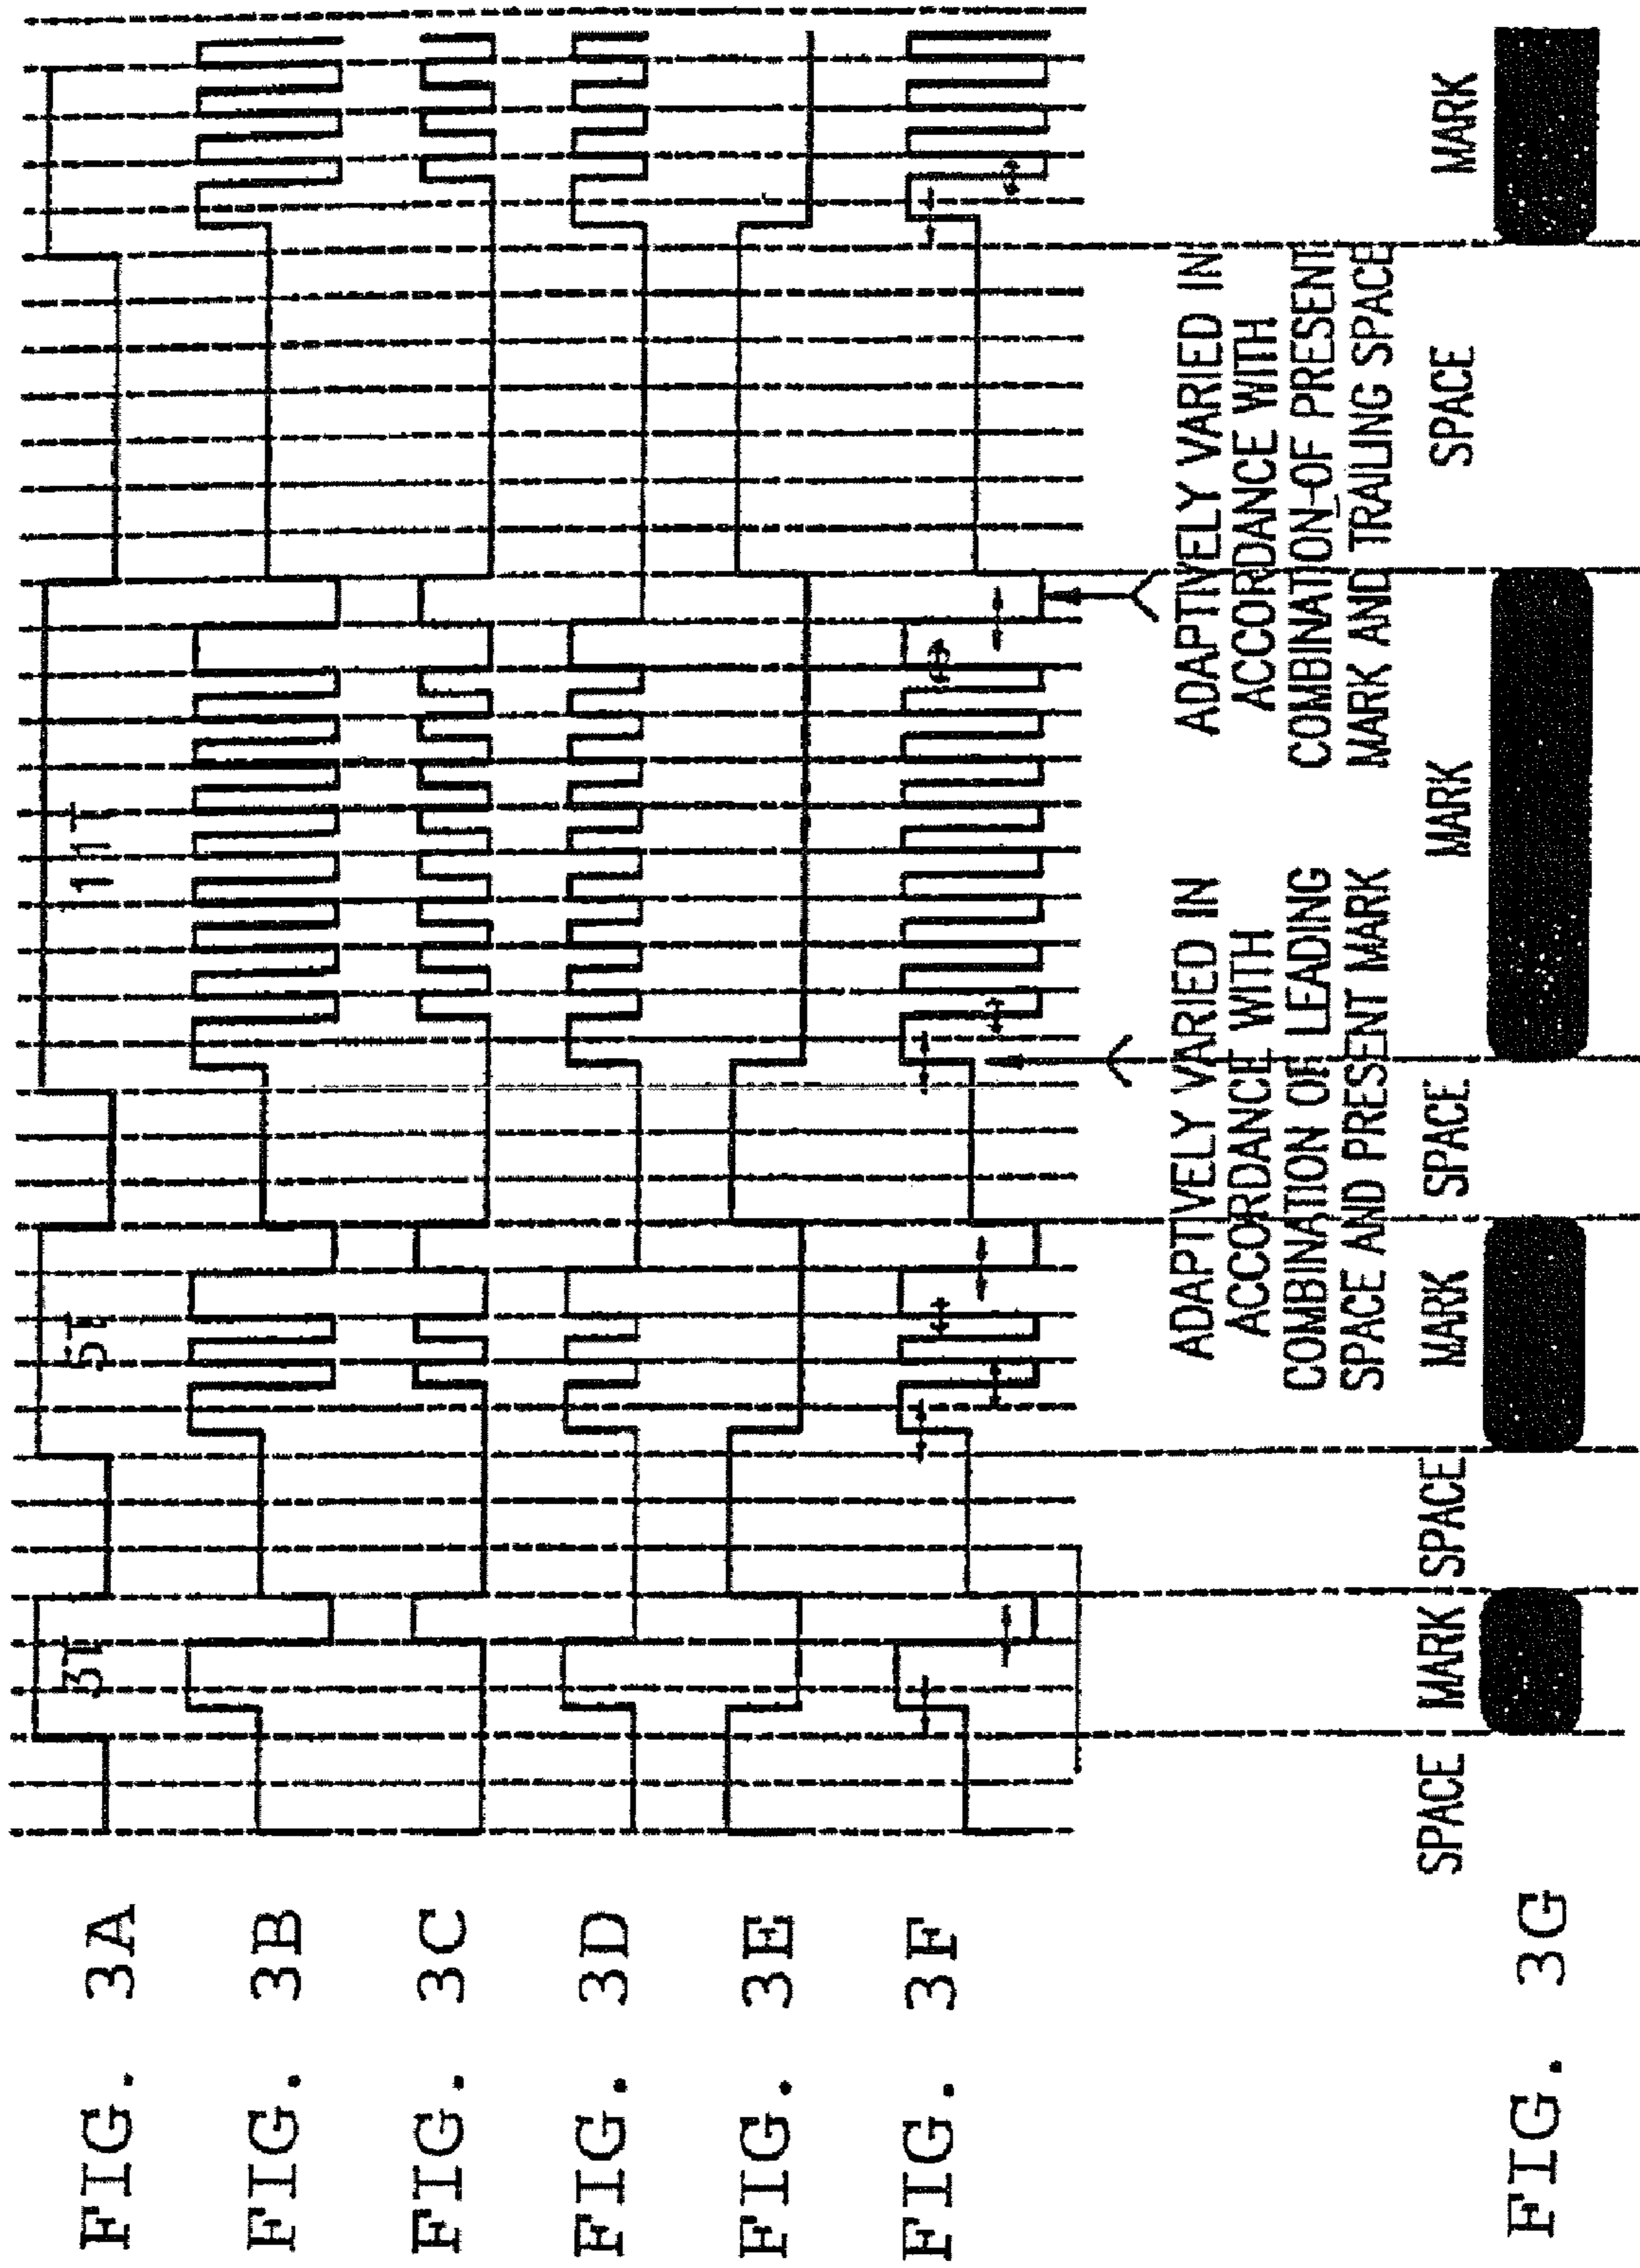 FIG. 3A
3T
5T
11T
FIG. 3B
FIG. 3C
FIG. 3D
FIG. 3E
FIG. 3F
ADAPTIVELY VARIED IN
ACCORDANCE WITH
COMBINATION OF LEADING
SPACE AND PRESENT MARK
ADAPTIVELY VARIED IN
ACCORDANCE WITH
COMBINATION OF PRESENT
MARK AND TRAILING SPACE
SPACE MARK SPACE MARK SPACE MARK SPACE MARK
FIG. 3G